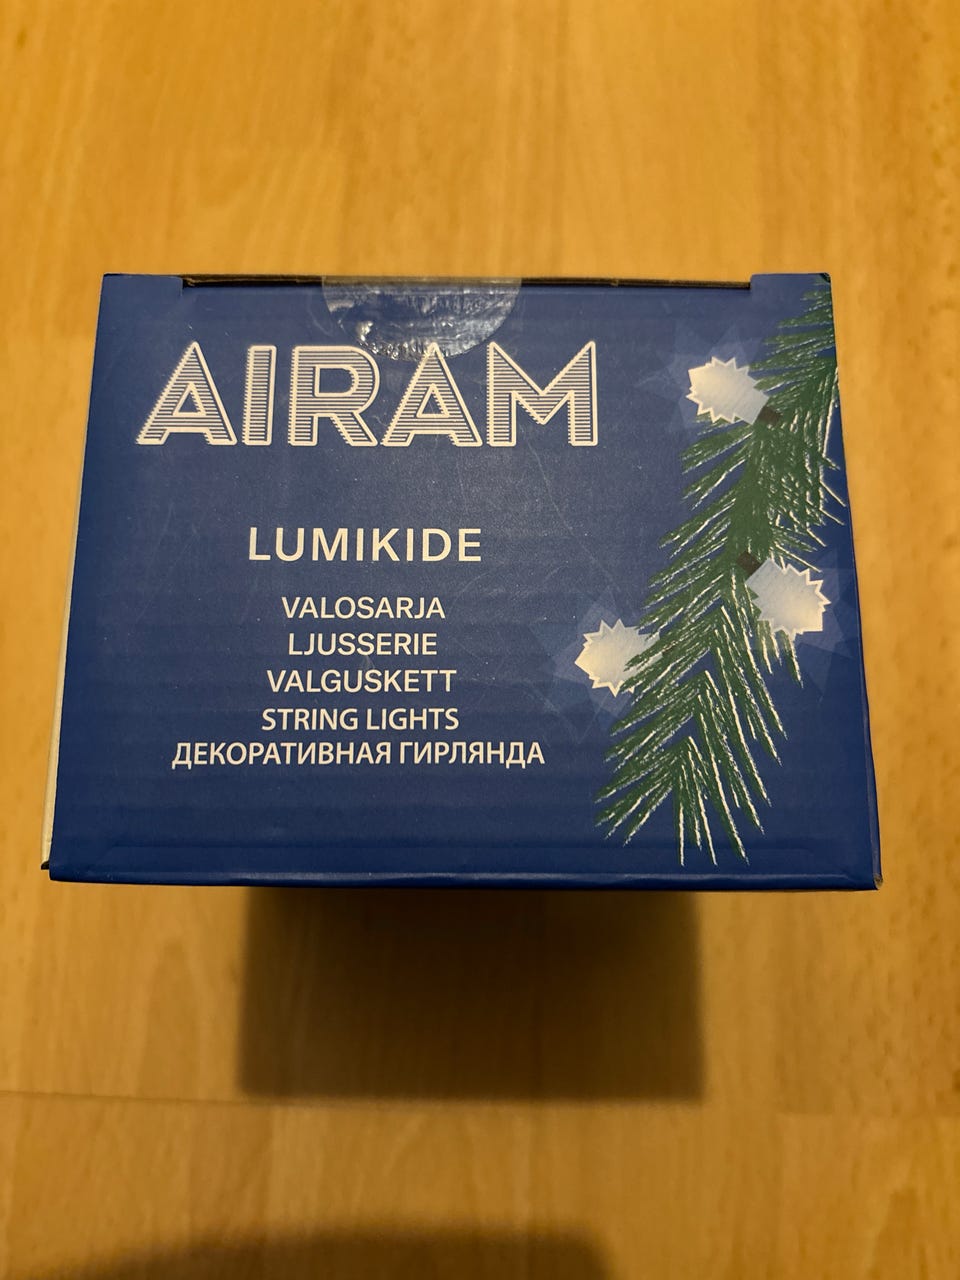 AIRAM
LUMIKIDE
VALOSARJA
LJUSSERIE
VALGUSKETT
STRING LIGHTS
ДЕКОРАТИВНАЯ ГИРЛЯНДА